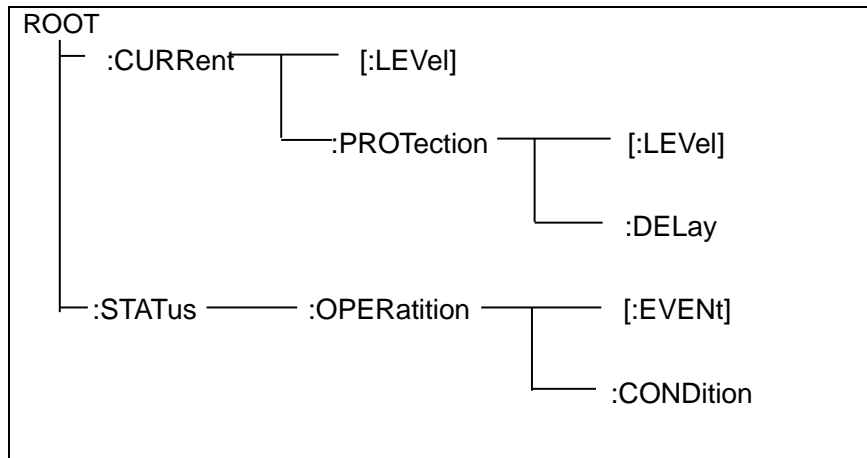 ROOT
:CURRent [:LEVel]
:PROTection [:LEVel]
:DELay
:STATus :OPERatition [:EVENt]
:CONDition